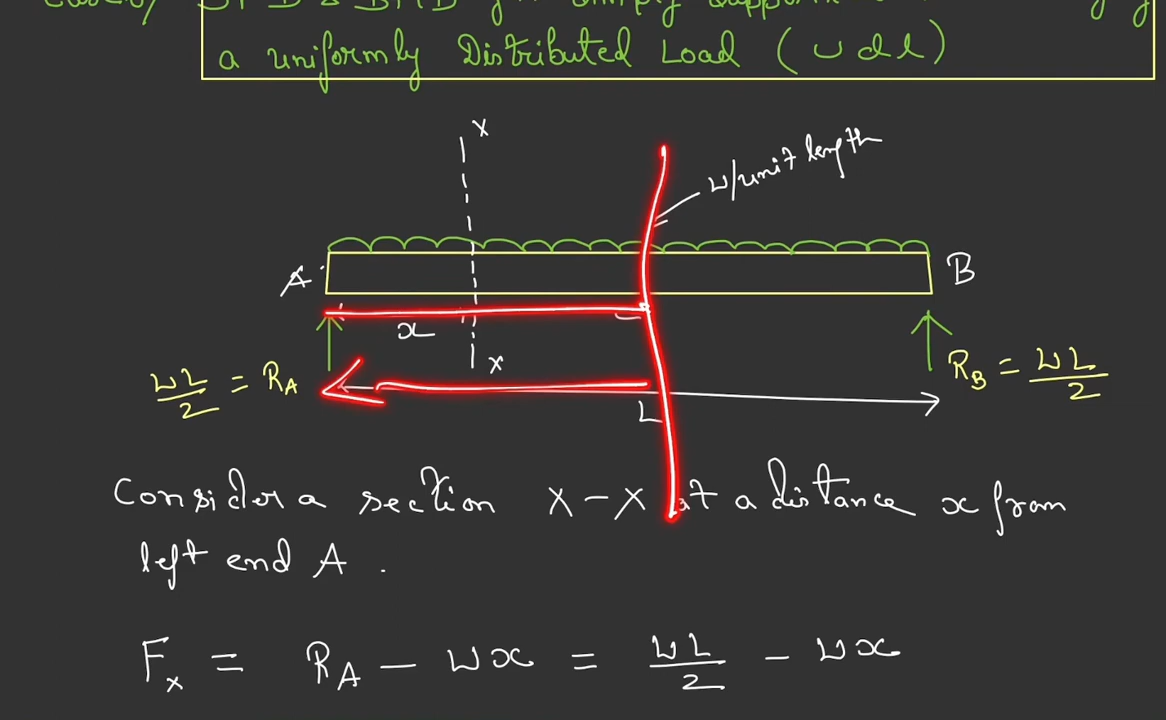 a uniformly Distributed Load (udl)
x
w/unit length
A
B
x
x
wL/2 = RA
RB = wL/2
L
Consider a section X-X at a distance x from
left end A.
Fx = RA - wx = wL/2 - wx